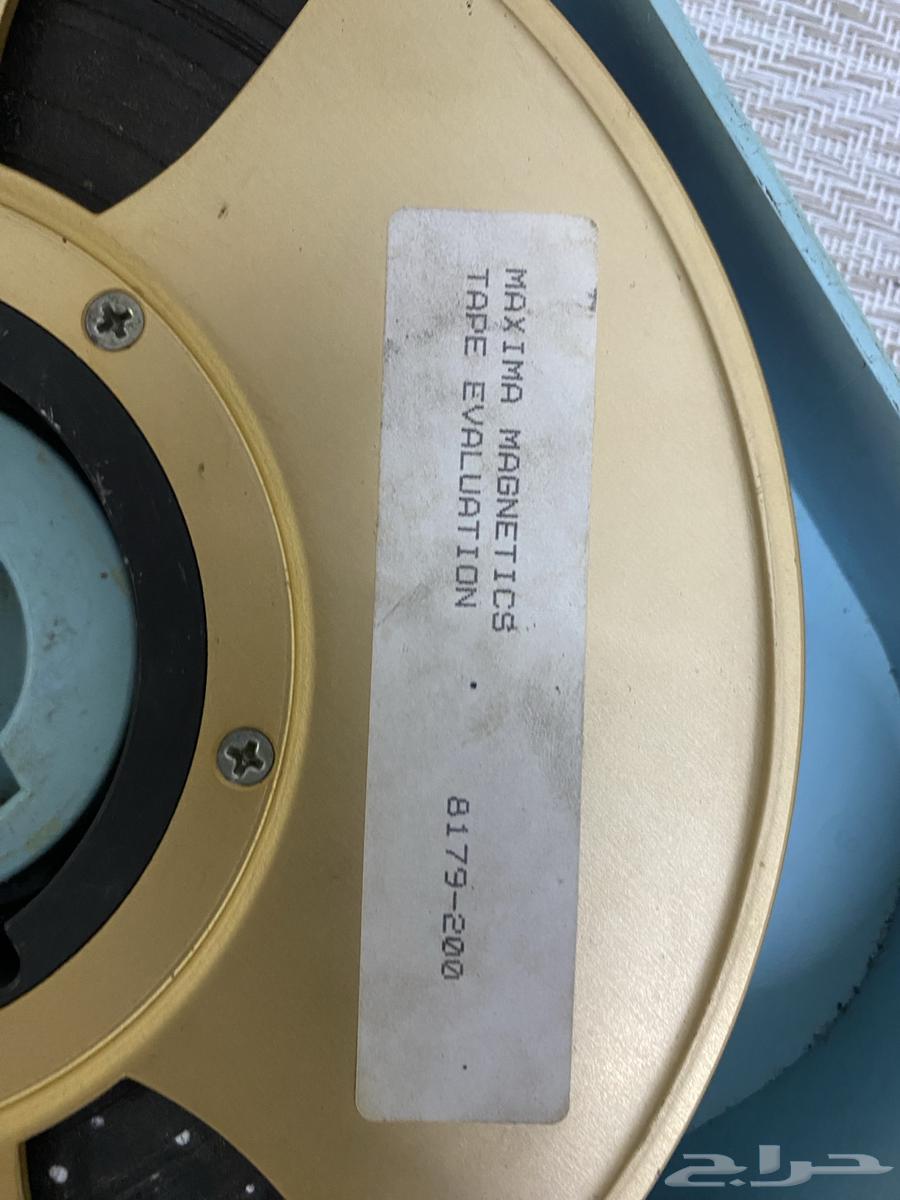 MAXIMA MAGNETICS
TAPE EVALUATION . 8179-200
حراج